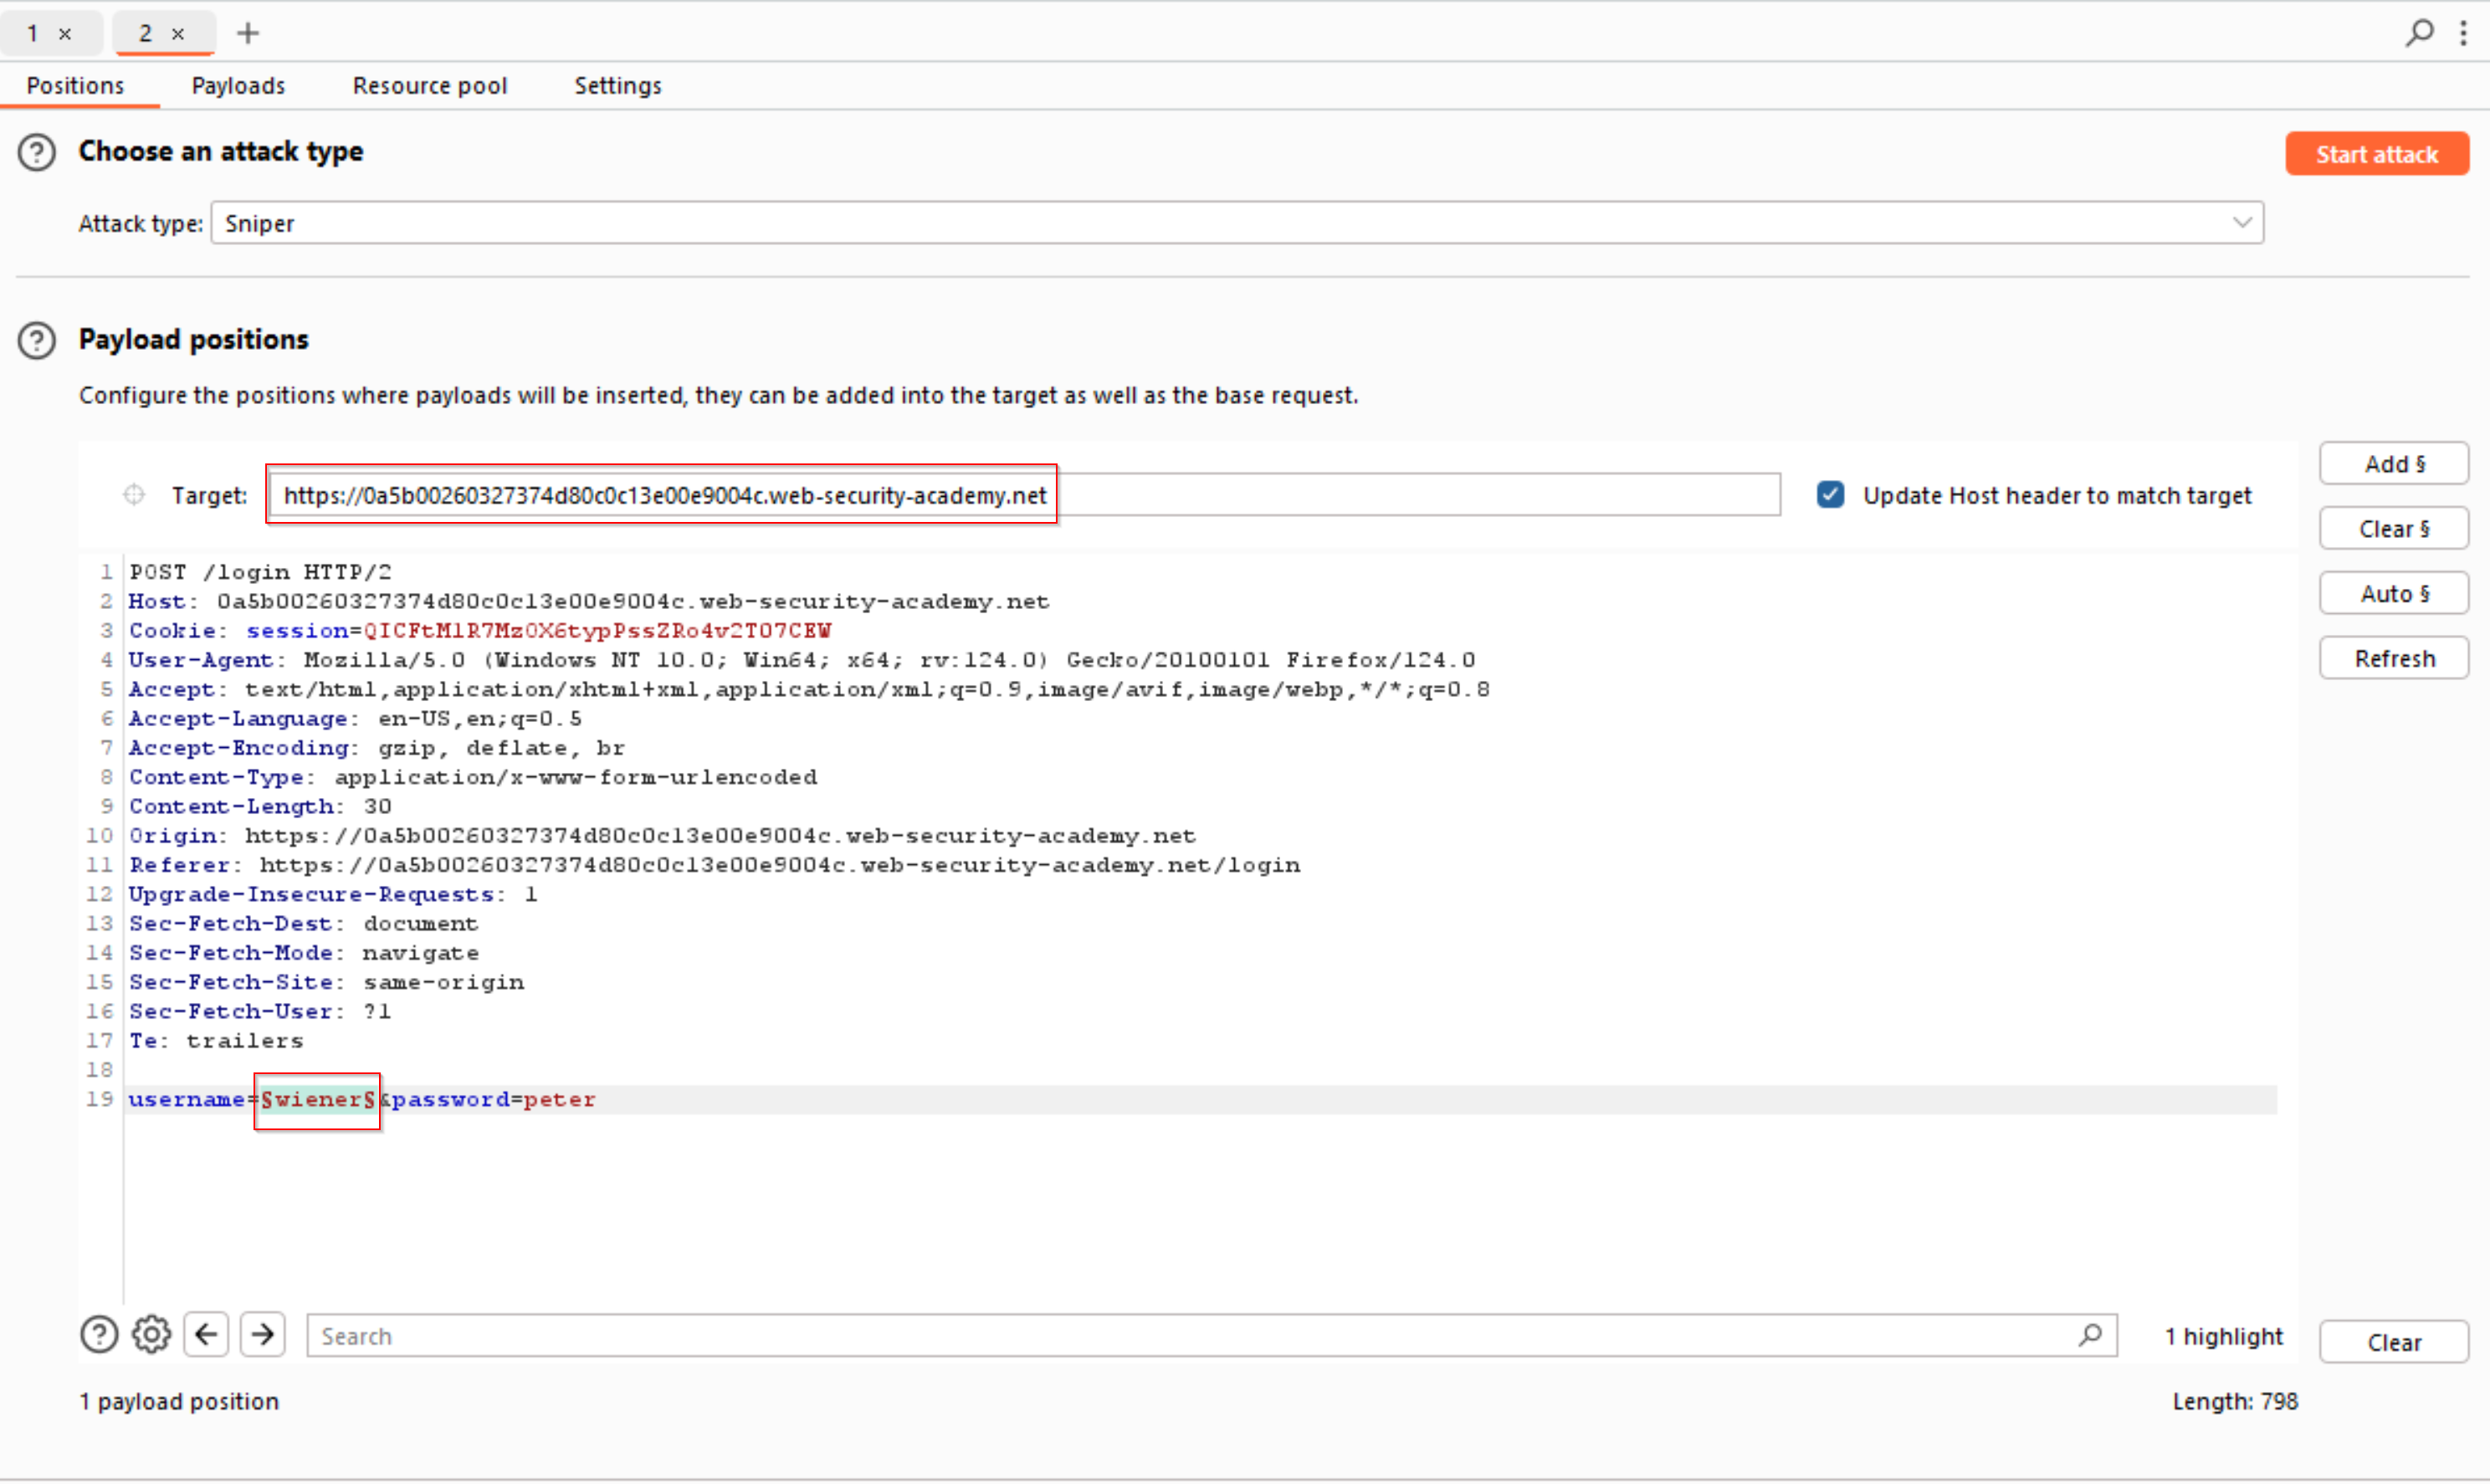 1 × 2 × +
Positions Payloads Resource pool Settings
? Choose an attack type Start attack
Attack type: Sniper
? Payload positions
Configure the positions where payloads will be inserted, they can be added into the target as well as the base request.
Target: https://0a5b00260327374d80c0c13e00e9004c.web-security-academy.net Update Host header to match target Add §
Clear §
Auto §
Refresh
1 POST /login HTTP/2
2 Host: 0a5b00260327374d80c0c13e00e9004c.web-security-academy.net
3 Cookie: session=QICFtM1R7Mz0X6typPssZRo4v2TO7CEW
4 User-Agent: Mozilla/5.0 (Windows NT 10.0; Win64; x64; rv:124.0) Gecko/20100101 Firefox/124.0
5 Accept: text/html,application/xhtml+xml,application/xml;q=0.9,image/avif,image/webp,*/*;q=0.8
6 Accept-Language: en-US,en;q=0.5
7 Accept-Encoding: gzip, deflate, br
8 Content-Type: application/x-www-form-urlencoded
9 Content-Length: 30
10 Origin: https://0a5b00260327374d80c0c13e00e9004c.web-security-academy.net
11 Referer: https://0a5b00260327374d80c0c13e00e9004c.web-security-academy.net/login
12 Upgrade-Insecure-Requests: 1
13 Sec-Fetch-Dest: document
14 Sec-Fetch-Mode: navigate
15 Sec-Fetch-Site: same-origin
16 Sec-Fetch-User: ?1
17 Te: trailers
18
19 username=§wiener§&password=peter
? Search 1 highlight Clear
1 payload position Length: 798